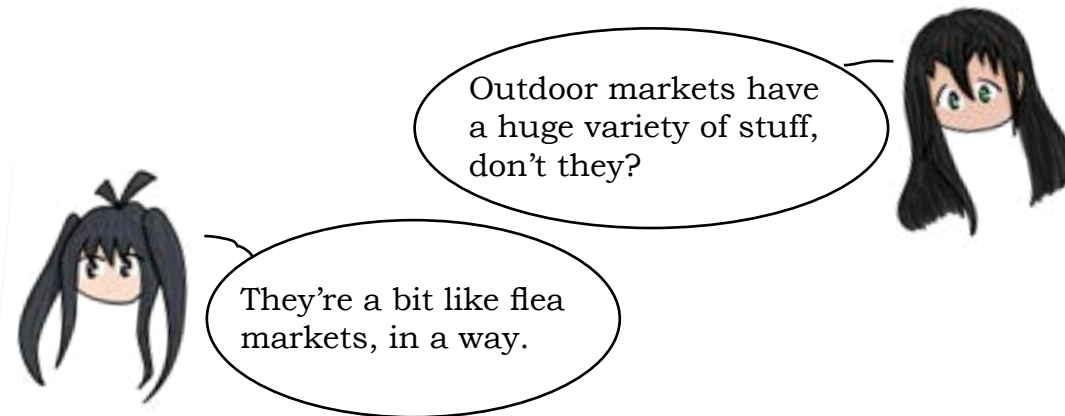 Outdoor markets have
a huge variety of stuff,
don’t they?
They’re a bit like flea
markets, in a way.